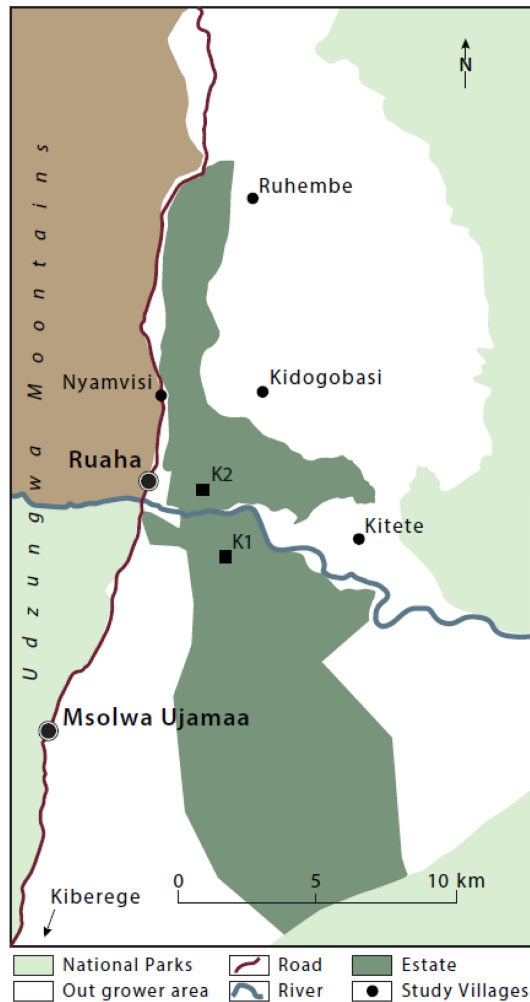 N
Ruhembe
Udzungwa Moontains
Nyamvisi
Kidogobasi
Ruaha
K2
Kitete
K1
Msolwa Ujamaa
0 5 10 km
Kiberege
National Parks Road Estate
Out grower area River Study Villages